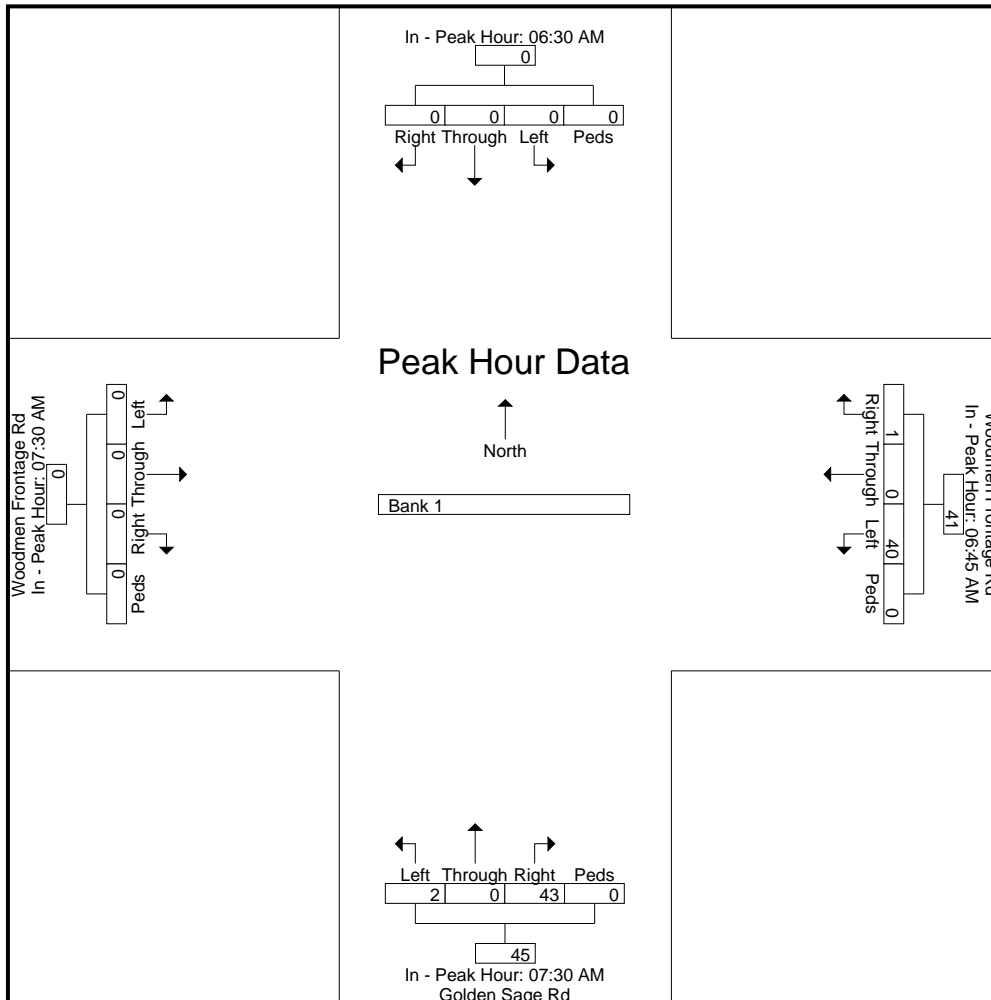 In - Peak Hour: 06:30 AM
0
0 0 0 0
Right Through Left Peds
Peak Hour Data
North
Bank 1
Woodmen Frontage Rd
In - Peak Hour: 07:30 AM
0
0 0 0 0
Left Through Right Peds
Right Through Left Peds
1 0 40 0
41
In - Peak Hour: 06:45 AM
Woodmen Frontage Rd
Left Through Right Peds
2 0 43 0
45
In - Peak Hour: 07:30 AM
Golden Sage Rd